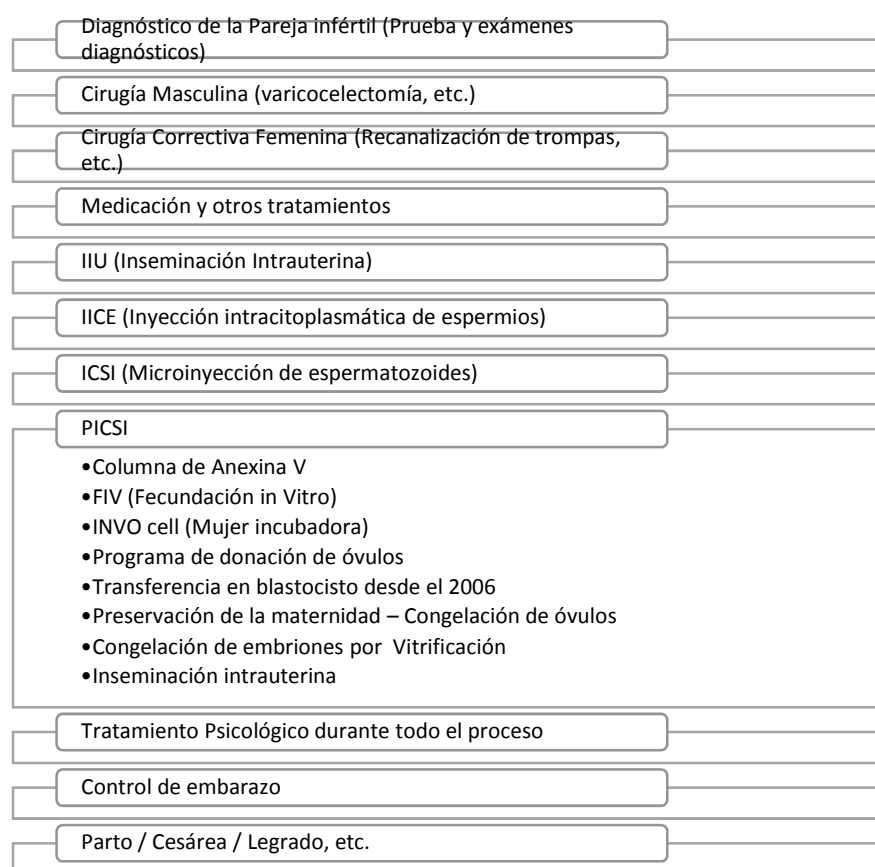 Diagnóstico de la Pareja infértil (Prueba y exámenes
diagnósticos)
Cirugía Masculina (varicocelectomía, etc.)
Cirugía Correctiva Femenina (Recanalización de trompas,
etc.)
Medicación y otros tratamientos
IIU (Inseminación Intrauterina)
IICE (Inyección intracitoplasmática de espermios)
ICSI (Microinyección de espermatozoides)
PICSI
•Columna de Anexina V
•FIV (Fecundación in Vitro)
•INVO cell (Mujer incubadora)
•Programa de donación de óvulos
•Transferencia en blastocisto desde el 2006
•Preservación de la maternidad – Congelación de óvulos
•Congelación de embriones por Vitrificación
•Inseminación intrauterina
Tratamiento Psicológico durante todo el proceso
Control de embarazo
Parto / Cesárea / Legrado, etc.